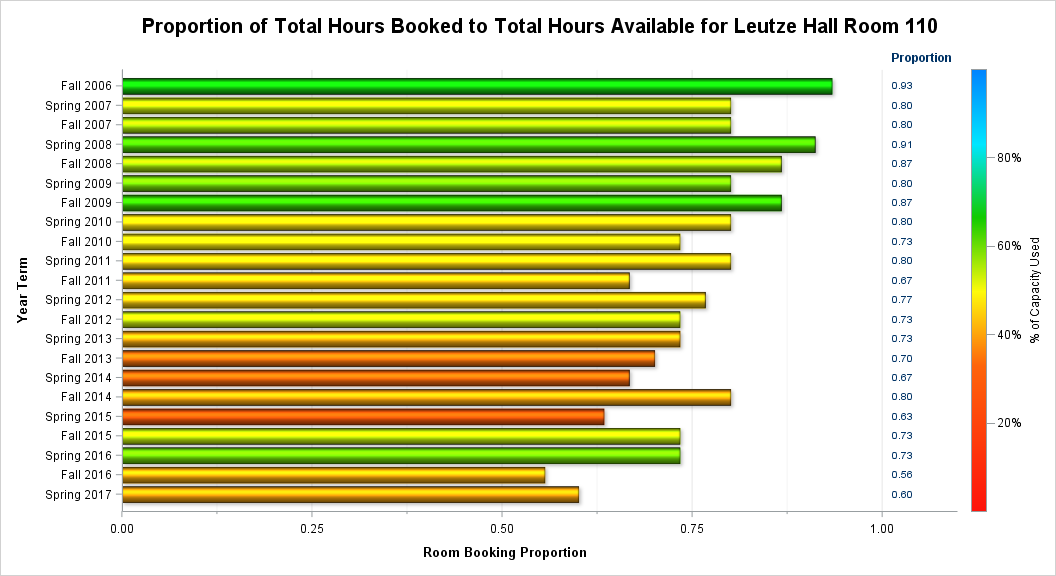 Proportion of Total Hours Booked to Total Hours Available for Leutze Hall Room 110
Proportion
Fall 2006 0.93
Spring 2007 0.80
Fall 2007 0.80
Spring 2008 0.91
Fall 2008 0.87
Spring 2009 0.80
Fall 2009 0.87
Spring 2010 0.80
Fall 2010 0.73
Spring 2011 0.80
Fall 2011 0.67
Spring 2012 0.77
Fall 2012 0.73
Spring 2013 0.73
Fall 2013 0.70
Spring 2014 0.67
Fall 2014 0.80
Spring 2015 0.63
Fall 2015 0.73
Spring 2016 0.73
Fall 2016 0.56
Spring 2017 0.60
Year Term
0.00 0.25 0.50 0.75 1.00
Room Booking Proportion
80%
60%
40%
20%
% of Capacity Used